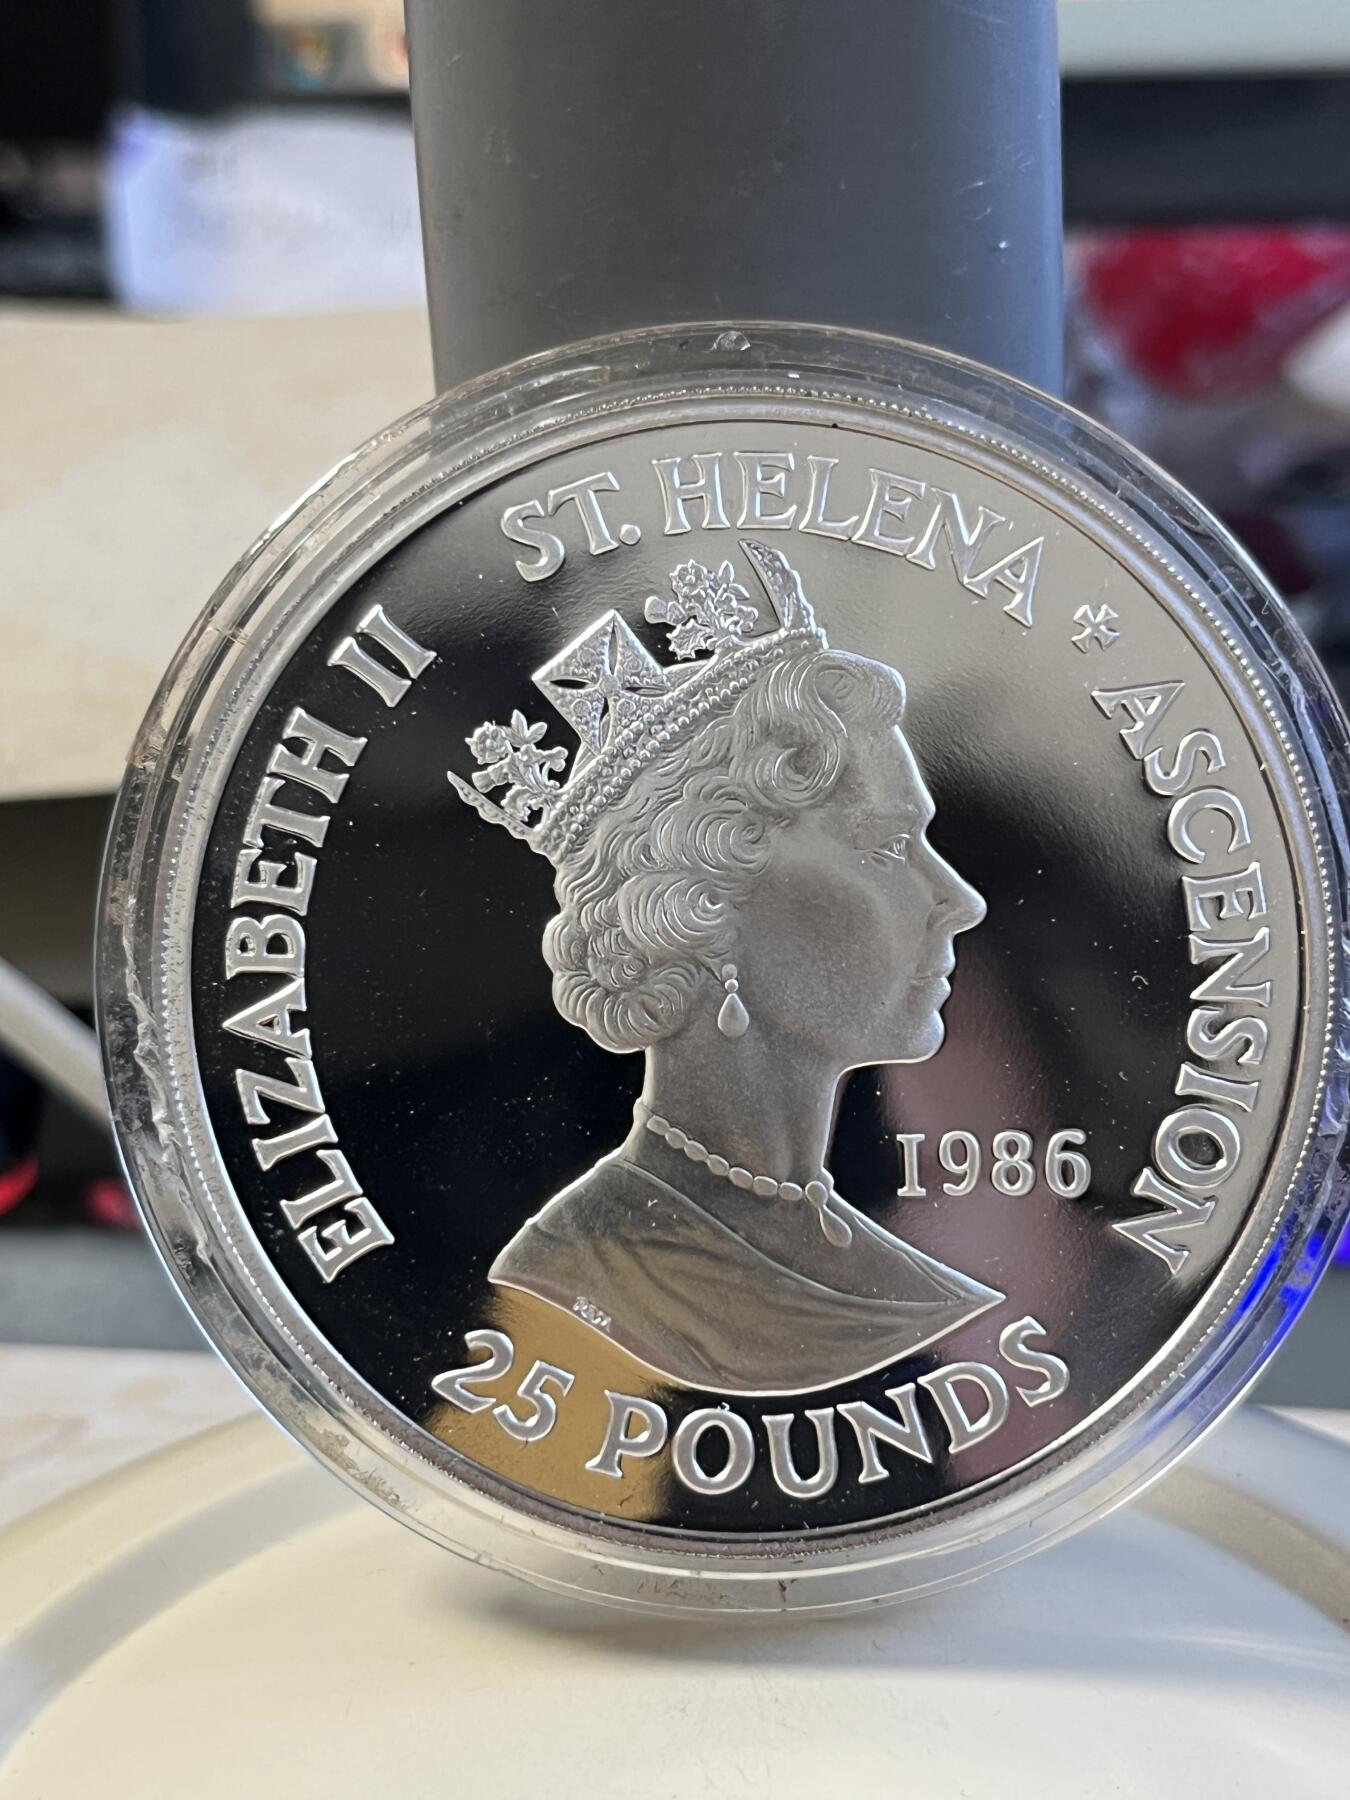 ELIZABETH II
ST. HELENA
ASCENSION
1986
25 POUNDS